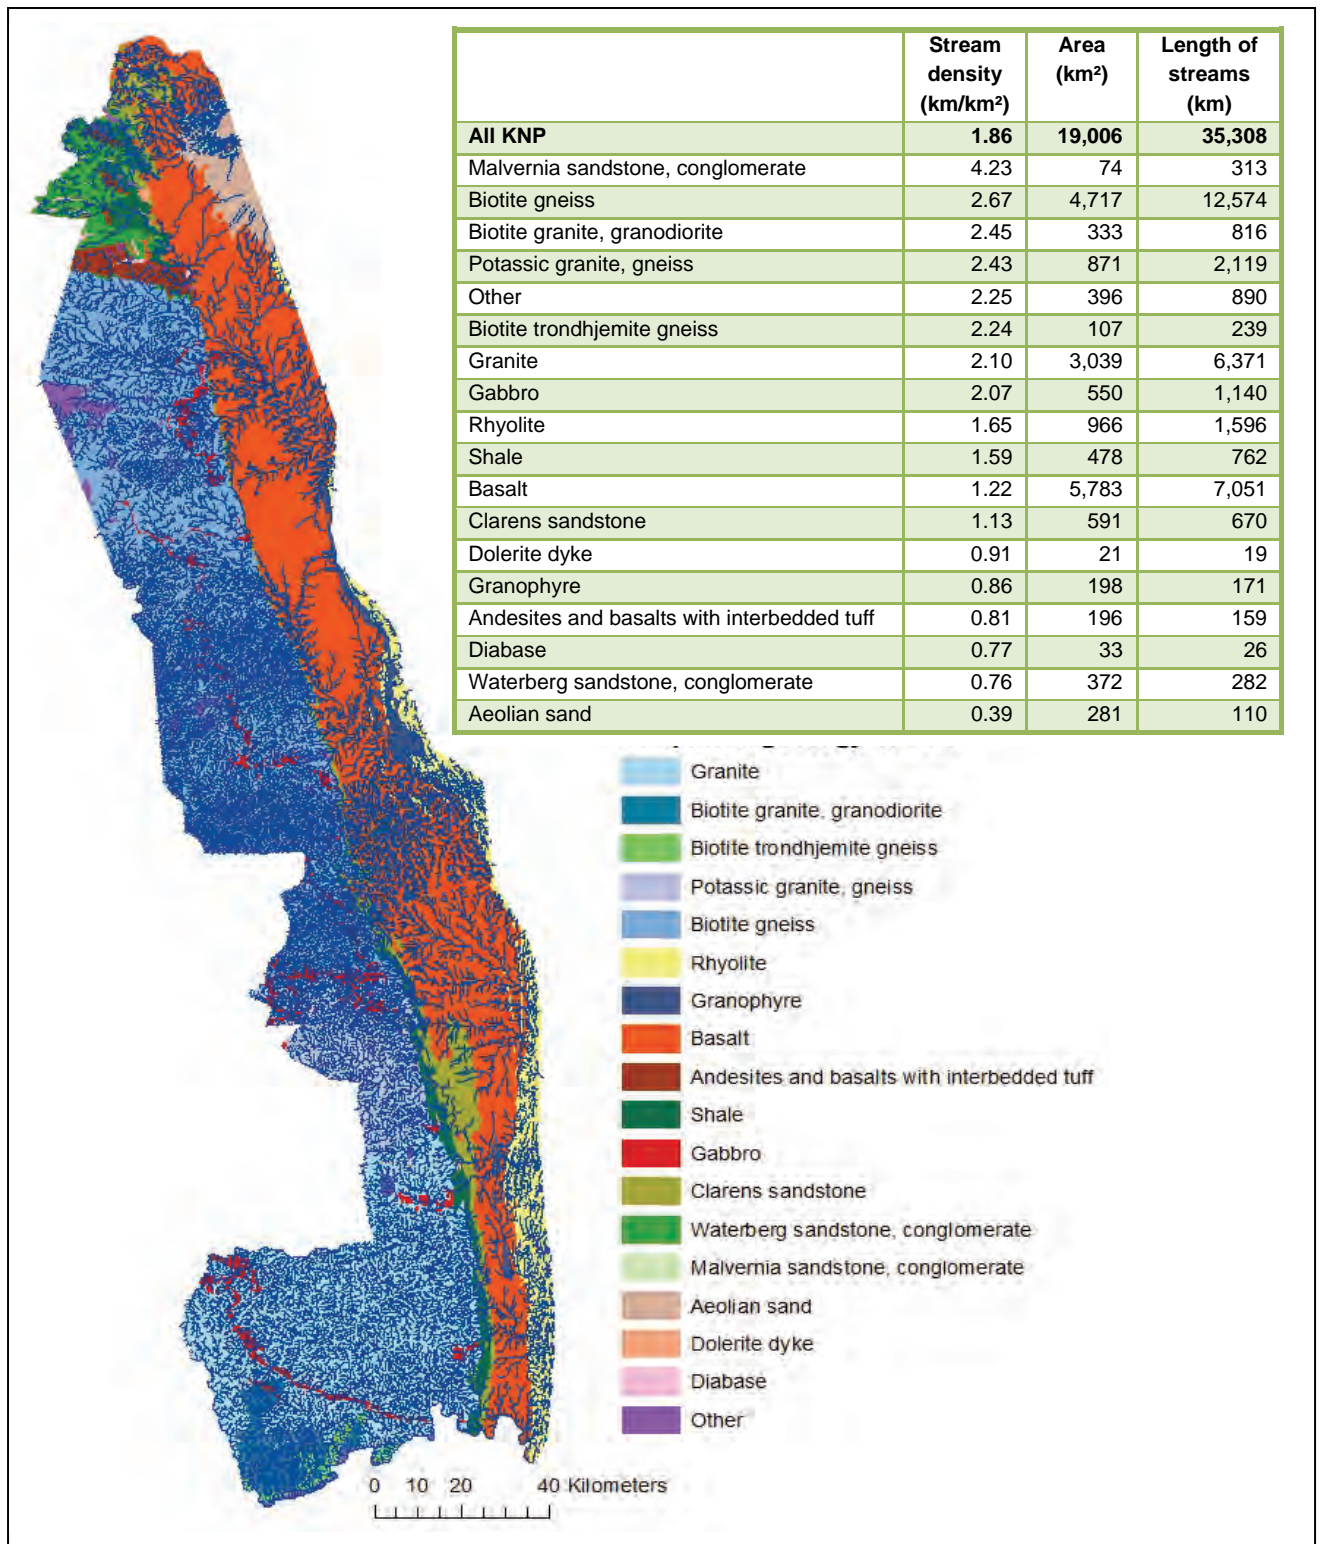 Stream density (km/km²) Area (km²) Length of streams (km)
All KNP 1.86 19,006 35,308
Malvernia sandstone, conglomerate 4.23 74 313
Biotite gneiss 2.67 4,717 12,574
Biotite granite, granodiorite 2.45 333 816
Potassic granite, gneiss 2.43 871 2,119
Other 2.25 396 890
Biotite trondhjemite gneiss 2.24 107 239
Granite 2.10 3,039 6,371
Gabbro 2.07 550 1,140
Rhyolite 1.65 966 1,596
Shale 1.59 478 762
Basalt 1.22 5,783 7,051
Clarens sandstone 1.13 591 670
Dolerite dyke 0.91 21 19
Granophyre 0.86 198 171
Andesites and basalts with interbedded tuff 0.81 196 159
Diabase 0.77 33 26
Waterberg sandstone, conglomerate 0.76 372 282
Aeolian sand 0.39 281 110
Granite
Biotite granite, granodiorite
Biotite trondhjemite gneiss
Potassic granite, gneiss
Biotite gneiss
Rhyolite
Granophyre
Basalt
Andesites and basalts with interbedded tuff
Shale
Gabbro
Clarens sandstone
Waterberg sandstone, conglomerate
Malvernia sandstone, conglomerate
Aeolian sand
Dolerite dyke
Diabase
Other
0 10 20 40 Kilometers